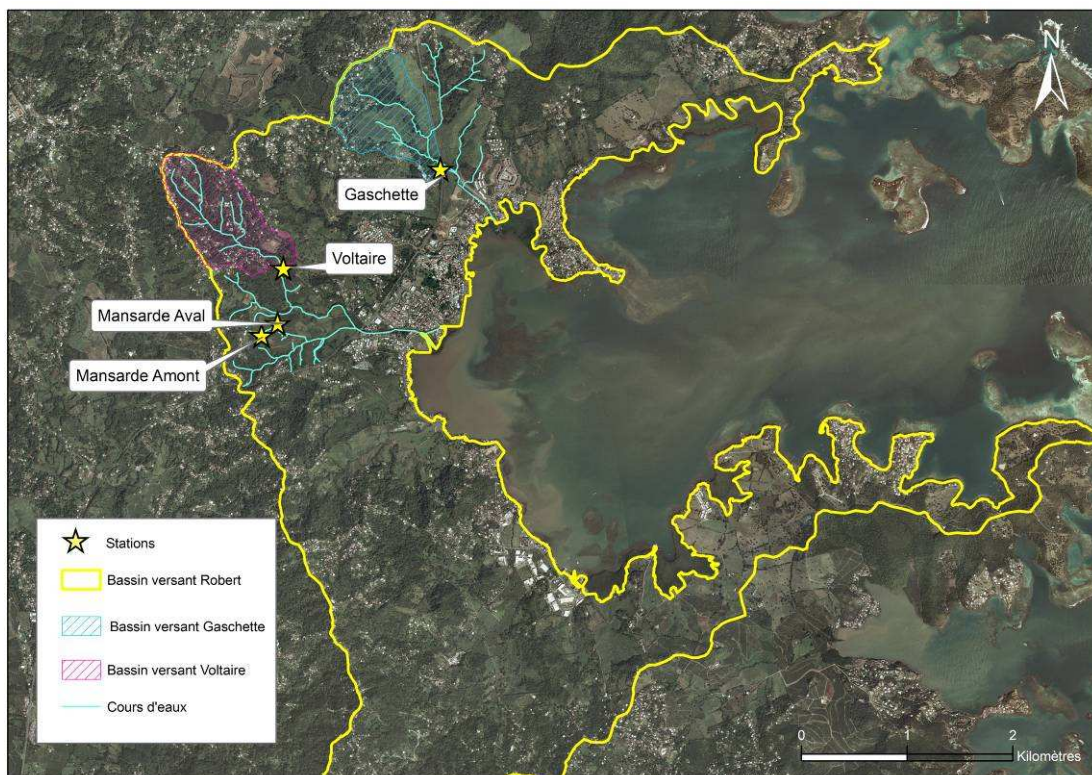 N
Gaschette
Voltaire
Mansarde Aval
Mansarde Amont
Stations
Bassin versant Robert
Bassin versant Gaschette
Bassin versant Voltaire
Cours d'eaux
0 1 2
Kilomètres